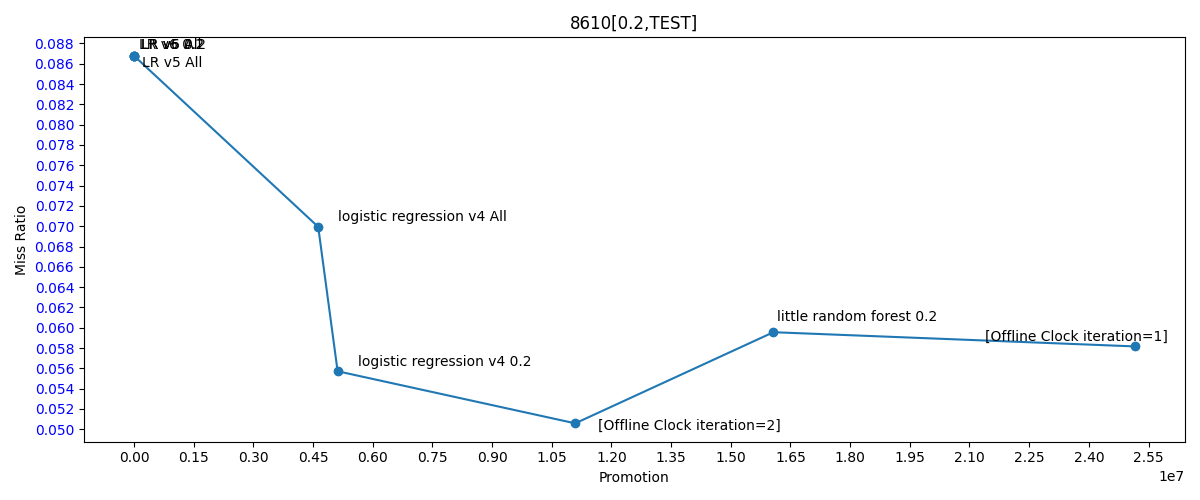 8610[0.2,TEST]
0.088
0.086
0.084
0.082
0.080
0.078
0.076
0.074
0.072
0.070
0.068
0.066
0.064
0.062
0.060
0.058
0.056
0.054
0.052
0.050
Miss Ratio
LR v5 All
logistic regression v4 All
logistic regression v4 0.2
[Offline Clock iteration=2]
little random forest 0.2
[Offline Clock iteration=1]
0.00 0.15 0.30 0.45 0.60 0.75 0.90 1.05 1.20 1.35 1.50 1.65 1.80 1.95 2.10 2.25 2.40 2.55
1e7
Promotion